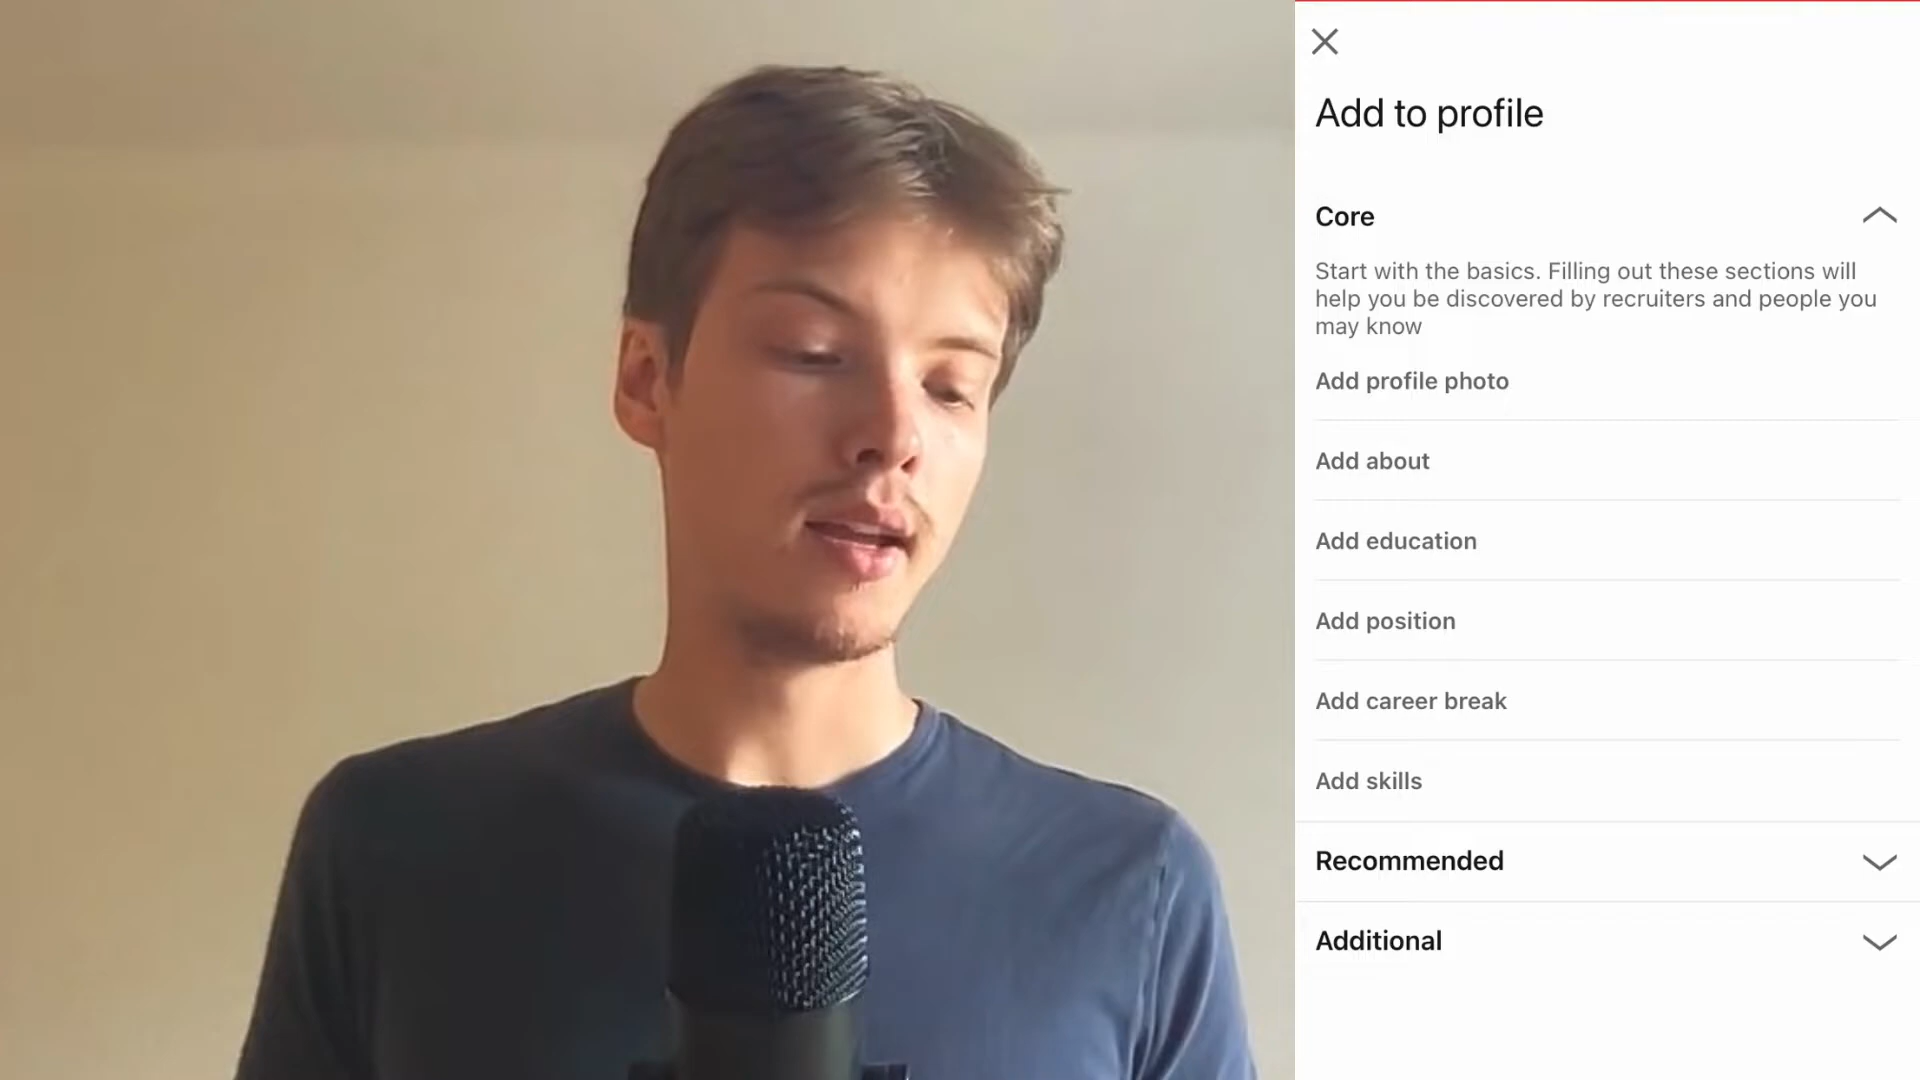 Add to profile
Core
Start with the basics. Filling out these sections will
help you be discovered by recruiters and people you
may know
Add profile photo
Add about
Add education
Add position
Add career break
Add skills
Recommended
Additional